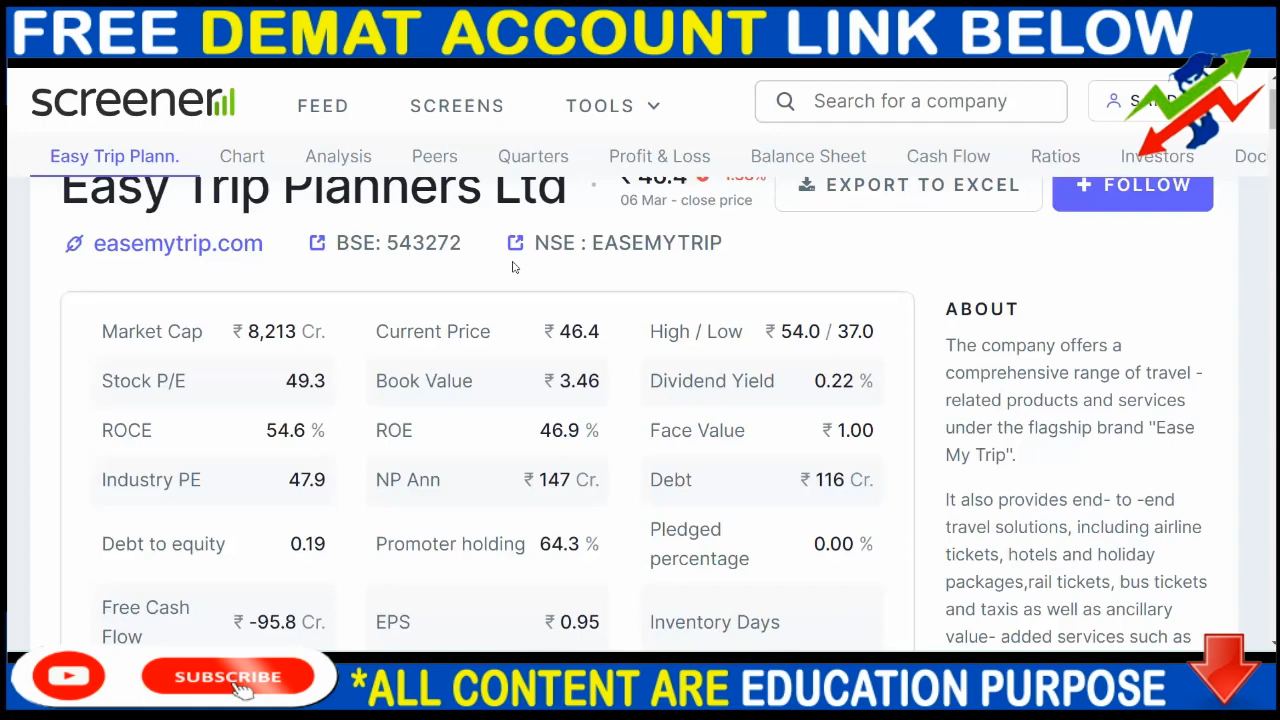 FREE DEMAT ACCOUNT LINK BELOW
screener
FEED
SCREENS
TOOLS
Search for a company
Easy Trip Plann.
Chart
Analysis
Peers
Quarters
Profit & Loss
Balance Sheet
Cash Flow
Ratios
Investors
Doc
Easy Trip Planners Ltd
₹ 46.4
06 Mar - close price
EXPORT TO EXCEL
+ FOLLOW
easemytrip.com
BSE: 543272
NSE : EASEMYTRIP
Market Cap ₹ 8,213 Cr.
Current Price ₹ 46.4
High / Low ₹ 54.0 / 37.0
Stock P/E 49.3
Book Value ₹ 3.46
Dividend Yield 0.22 %
ROCE 54.6 %
ROE 46.9 %
Face Value ₹ 1.00
Industry PE 47.9
NP Ann ₹ 147 Cr.
Debt ₹ 116 Cr.
Debt to equity 0.19
Promoter holding 64.3 %
Pledged
percentage 0.00 %
Free Cash
Flow ₹ -95.8 Cr.
EPS ₹ 0.95
Inventory Days
ABOUT
The company offers a
comprehensive range of travel -
related products and services
under the flagship brand "Ease
My Trip".
It also provides end- to -end
travel solutions, including airline
tickets, hotels and holiday
packages,rail tickets, bus tickets
and taxis as well as ancillary
value- added services such as
SUBSCRIBE
*ALL CONTENT ARE EDUCATION PURPOSE